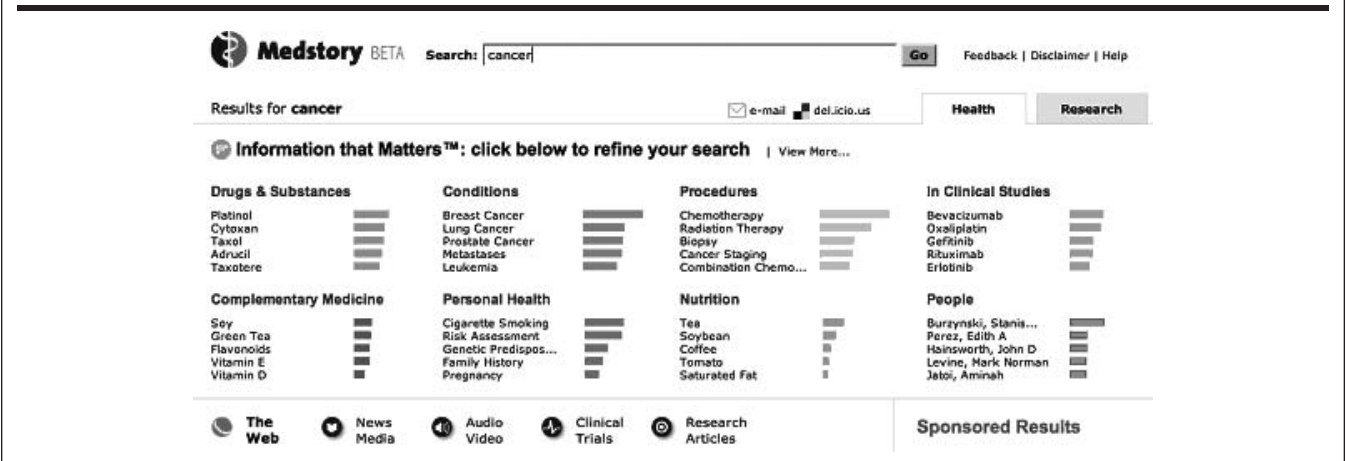 Medstory BETA Search: cancer Go Feedback | Disclaimer | Help
Results for cancer e-mail del.icio.us Health Research
Information that Matters™: click below to refine your search | View More...
Drugs & Substances
Platinol
Cytoxan
Taxol
Adrucil
Taxotere
Conditions
Breast Cancer
Lung Cancer
Prostate Cancer
Metastases
Leukemia
Procedures
Chemotherapy
Radiation Therapy
Biopsy
Cancer Staging
Combination Chemo...
In Clinical Studies
Bevacizumab
Oxaliplatin
Gefitinib
Rituximab
Erlotinib
Complementary Medicine
Soy
Green Tea
Flavonoids
Vitamin E
Vitamin D
Personal Health
Cigarette Smoking
Risk Assessment
Genetic Predispos...
Family History
Pregnancy
Nutrition
Tea
Soybean
Coffee
Tomato
Saturated Fat
People
Burzynski, Stanis...
Perez, Edith A
Hainsworth, John D
Levine, Mark Norman
Jatoi, Aminah
The
Web
News
Media
Audio
Video
Clinical
Trials
Research
Articles
Sponsored Results